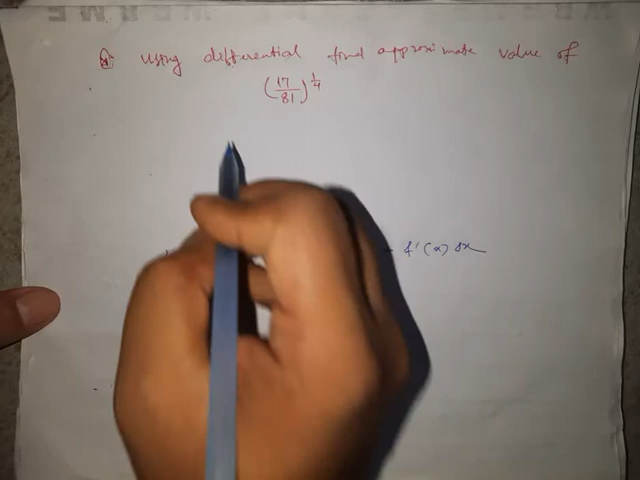 Q. Using differential find approximate value of
(17/81)^1/4
f'(x) Δx